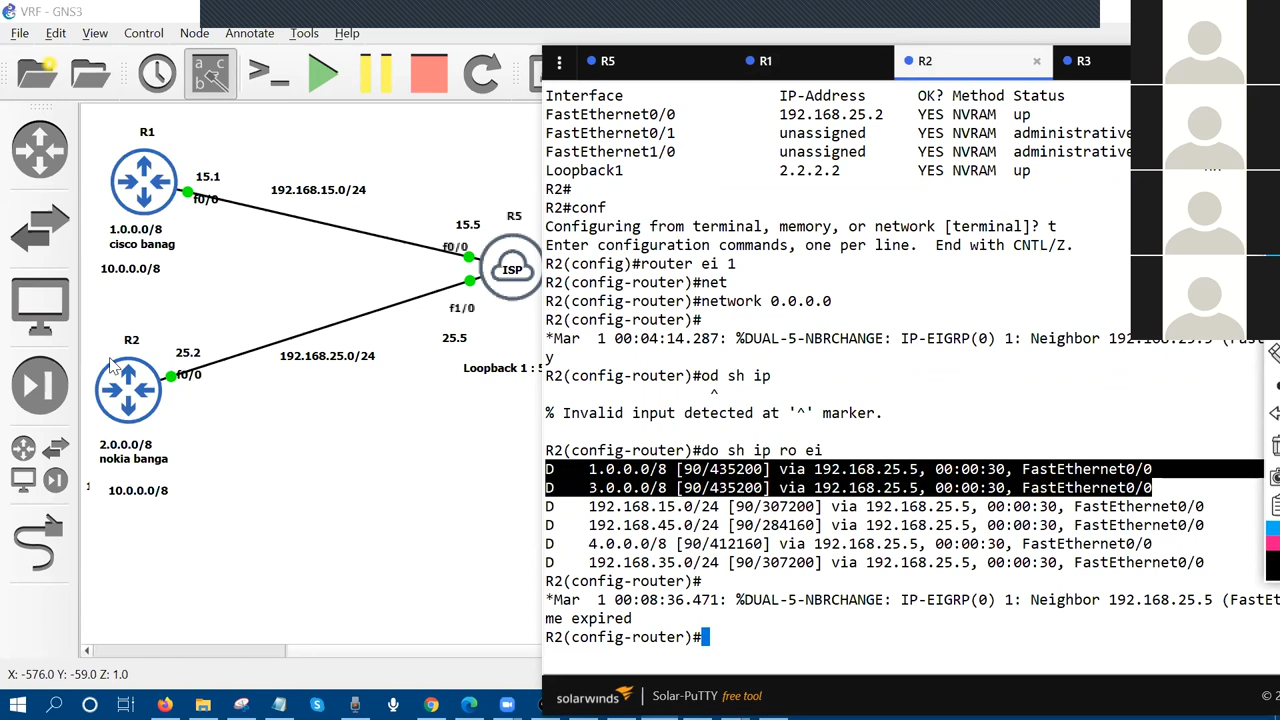 VRF - GNS3
File Edit View Control Node Annotate Tools Help
a c
b
R1
15.1
f0/0
192.168.15.0/24
1.0.0.0/8
cisco banag
10.0.0.0/8
15.5
R5
f0/0
ISP
f1/0
25.5
Loopback 1 : 5
R2
25.2
f0/0
192.168.25.0/24
2.0.0.0/8
nokia banga
10.0.0.0/8
X: -576.0 Y: -59.0 Z: 1.0
R5 R1 R2 × R3
Interface IP-Address OK? Method Status
FastEthernet0/0 192.168.25.2 YES NVRAM up
FastEthernet0/1 unassigned YES NVRAM administrative
FastEthernet1/0 unassigned YES NVRAM administrative
Loopback1 2.2.2.2 YES NVRAM up
R2#
R2#conf
Configuring from terminal, memory, or network [terminal]? t
Enter configuration commands, one per line. End with CNTL/Z.
R2(config)#router ei 1
R2(config-router)#net
R2(config-router)#network 0.0.0.0
R2(config-router)#
*Mar 1 00:04:14.287: %DUAL-5-NBRCHANGE: IP-EIGRP(0) 1: Neighbor 192.168.25.5 (FastE
y
R2(config-router)#od sh ip
^
% Invalid input detected at '^' marker.
R2(config-router)#do sh ip ro ei
D 1.0.0.0/8 [90/435200] via 192.168.25.5, 00:00:30, FastEthernet0/0
D 3.0.0.0/8 [90/435200] via 192.168.25.5, 00:00:30, FastEthernet0/0
D 192.168.15.0/24 [90/307200] via 192.168.25.5, 00:00:30, FastEthernet0/0
D 192.168.45.0/24 [90/284160] via 192.168.25.5, 00:00:30, FastEthernet0/0
D 4.0.0.0/8 [90/412160] via 192.168.25.5, 00:00:30, FastEthernet0/0
D 192.168.35.0/24 [90/307200] via 192.168.25.5, 00:00:30, FastEthernet0/0
R2(config-router)#
*Mar 1 00:08:36.471: %DUAL-5-NBRCHANGE: IP-EIGRP(0) 1: Neighbor 192.168.25.5 (FastEt
me expired
R2(config-router)#
solarwinds Solar-PuTTY free tool © 2